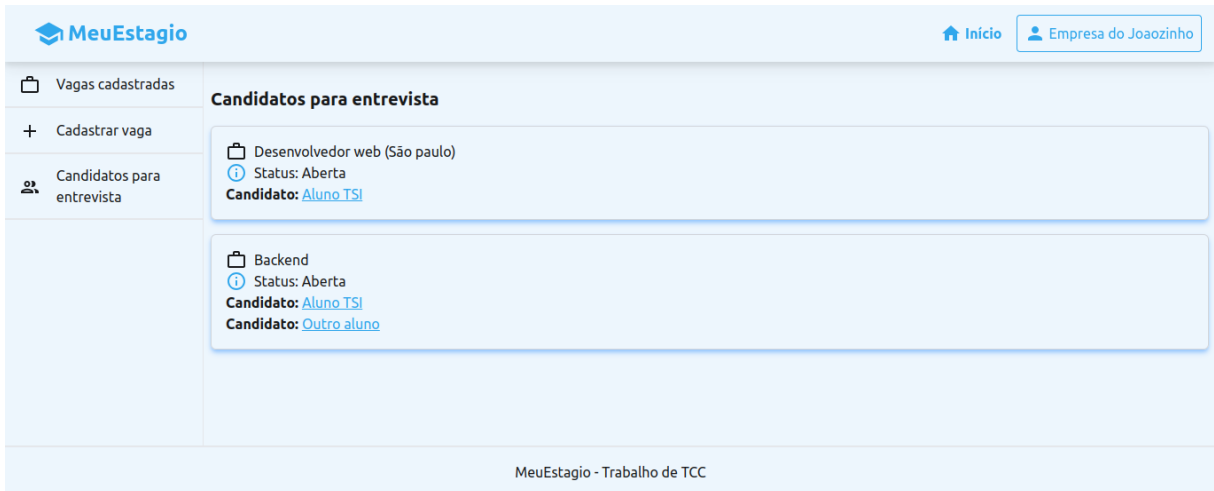 MeuEstagio
Início
Empresa do Joaozinho
Vagas cadastradas
Cadastrar vaga
Candidatos para
entrevista
Candidatos para entrevista
Desenvolvedor web (São paulo)
Status: Aberta
Candidato: Aluno TSI
Backend
Status: Aberta
Candidato: Aluno TSI
Candidato: Outro aluno
MeuEstagio - Trabalho de TCC